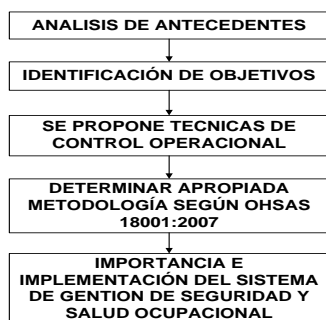 ANALISIS DE ANTECEDENTES
IDENTIFICACIÓN DE OBJETIVOS
SE PROPONE TECNICAS DE
CONTROL OPERACIONAL
DETERMINAR APROPIADA
METODOLOGÍA SEGÚN OHSAS
18001:2007
IMPORTANCIA E
IMPLEMENTACIÓN DEL SISTEMA
DE GESTION DE SEGURIDAD Y
SALUD OCUPACIONAL